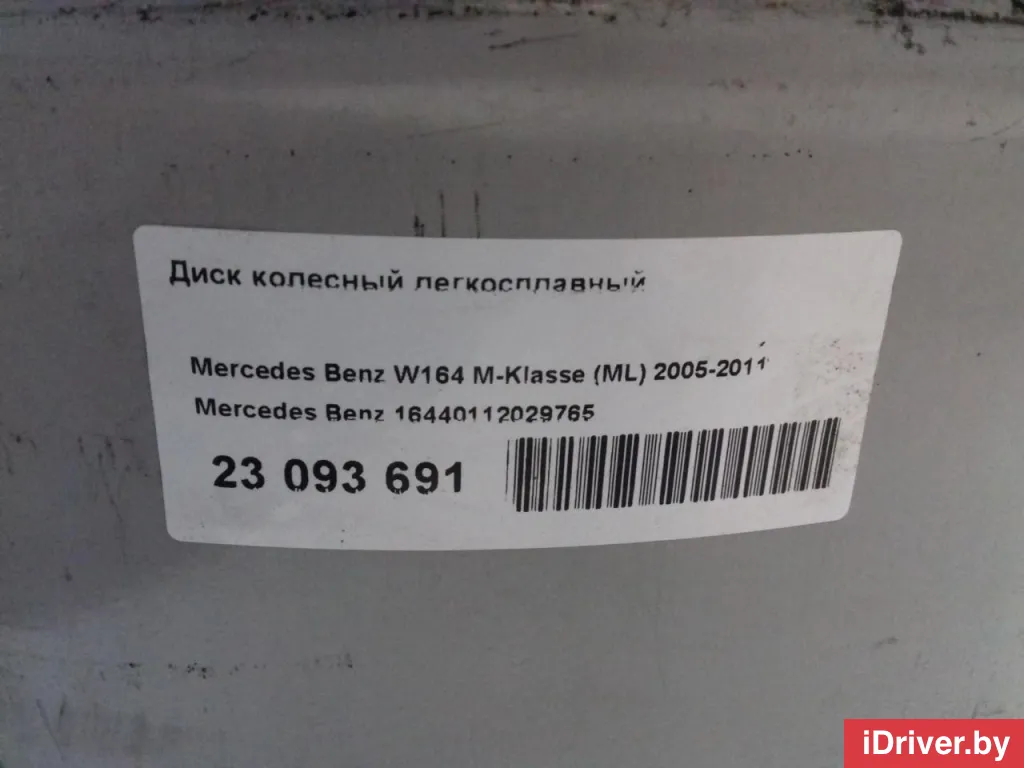 Диск колесный легкосплавный
Mercedes Benz W164 M-Klasse (ML) 2005-2011
Mercedes Benz 16440112029765
23 093 691
iDriver.by